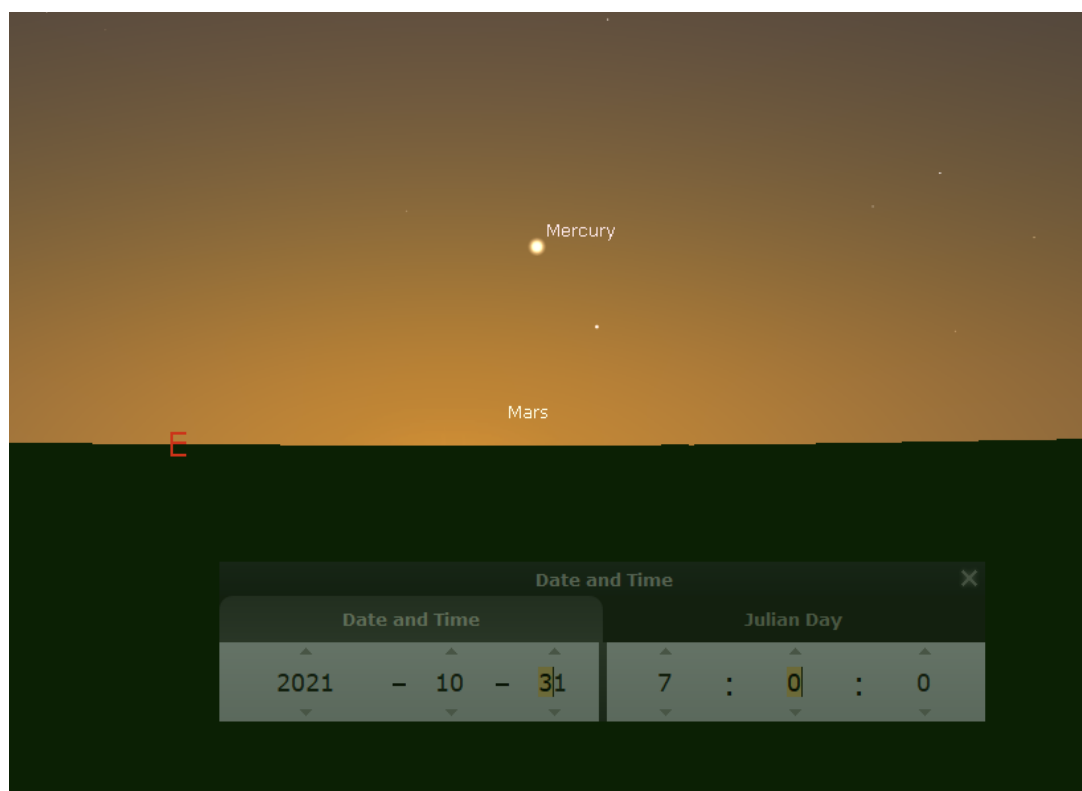 Mercury
Mars
E
Date and Time
Date and Time Julian Day
2021 – 10 – 31 7 : 0 : 0